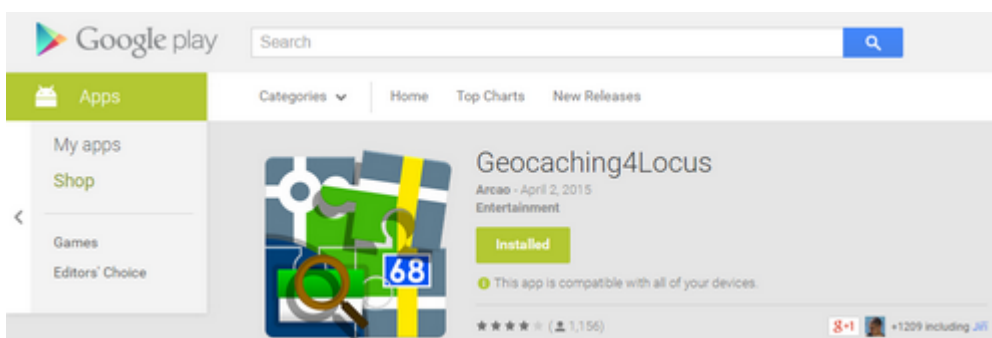 Google play
Search
Apps
Categories
Home
Top Charts
New Releases
My apps
Shop
Games
Editors' Choice
68
Geocaching4Locus
Arcao - April 2, 2015
Entertainment
Installed
This app is compatible with all of your devices.
(1,156)
g+1
+1209 including Jiří